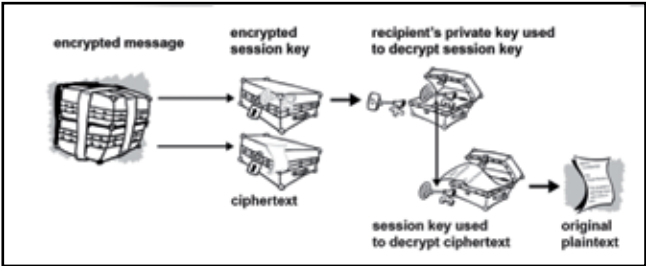 encrypted message
encrypted
session key
recipient's private key used
to decrypt session key
ciphertext
session key used
to decrypt ciphertext
original
plaintext